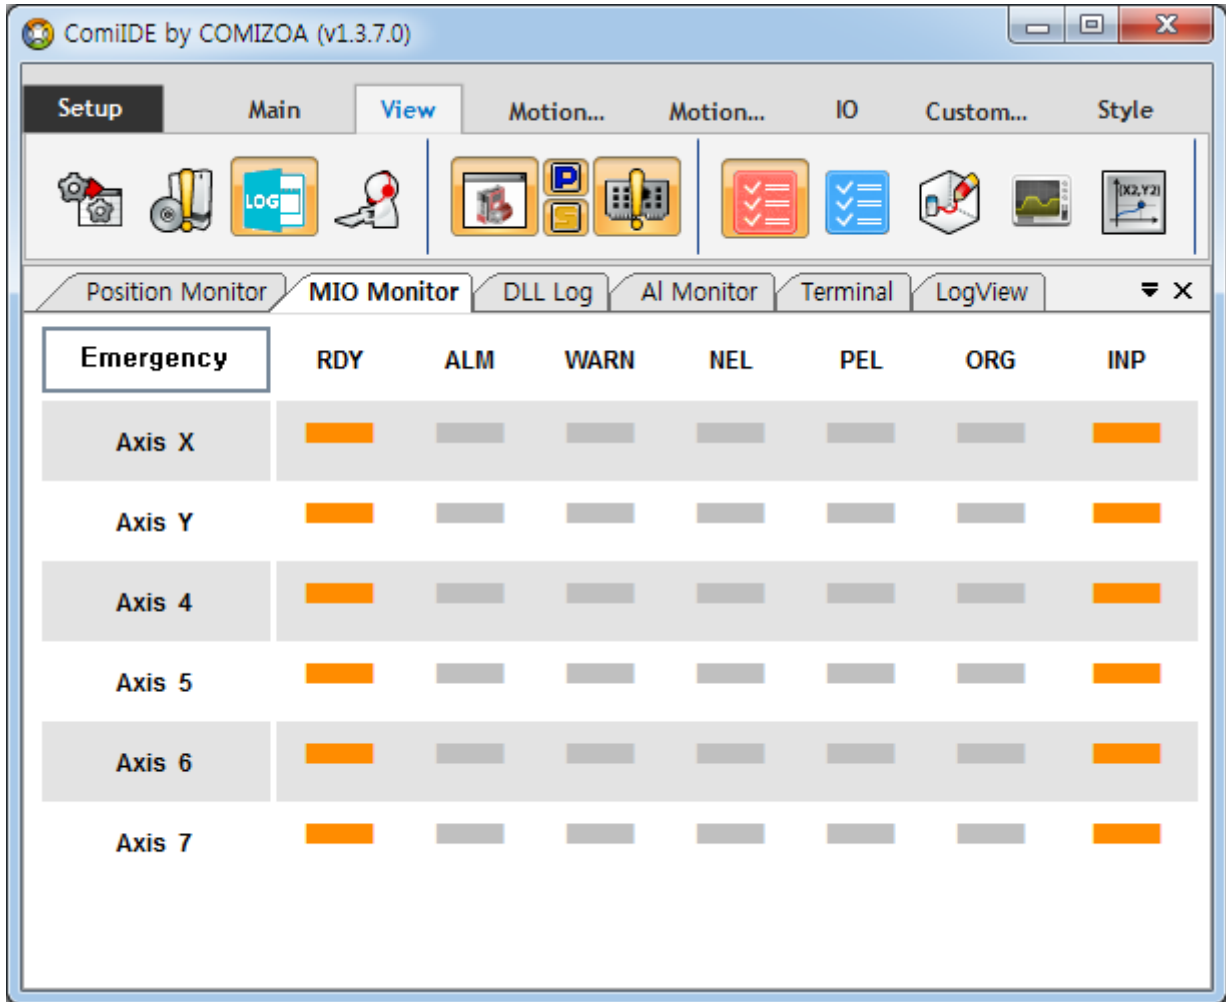 ComiIDE by COMIZOA (v1.3.7.0)
Setup Main View Motion... Motion... IO Custom... Style
LOG P S (X2,Y2)
Position Monitor MIO Monitor DLL Log AI Monitor Terminal LogView
Emergency RDY ALM WARN NEL PEL ORG INP
Axis X
Axis Y
Axis 4
Axis 5
Axis 6
Axis 7